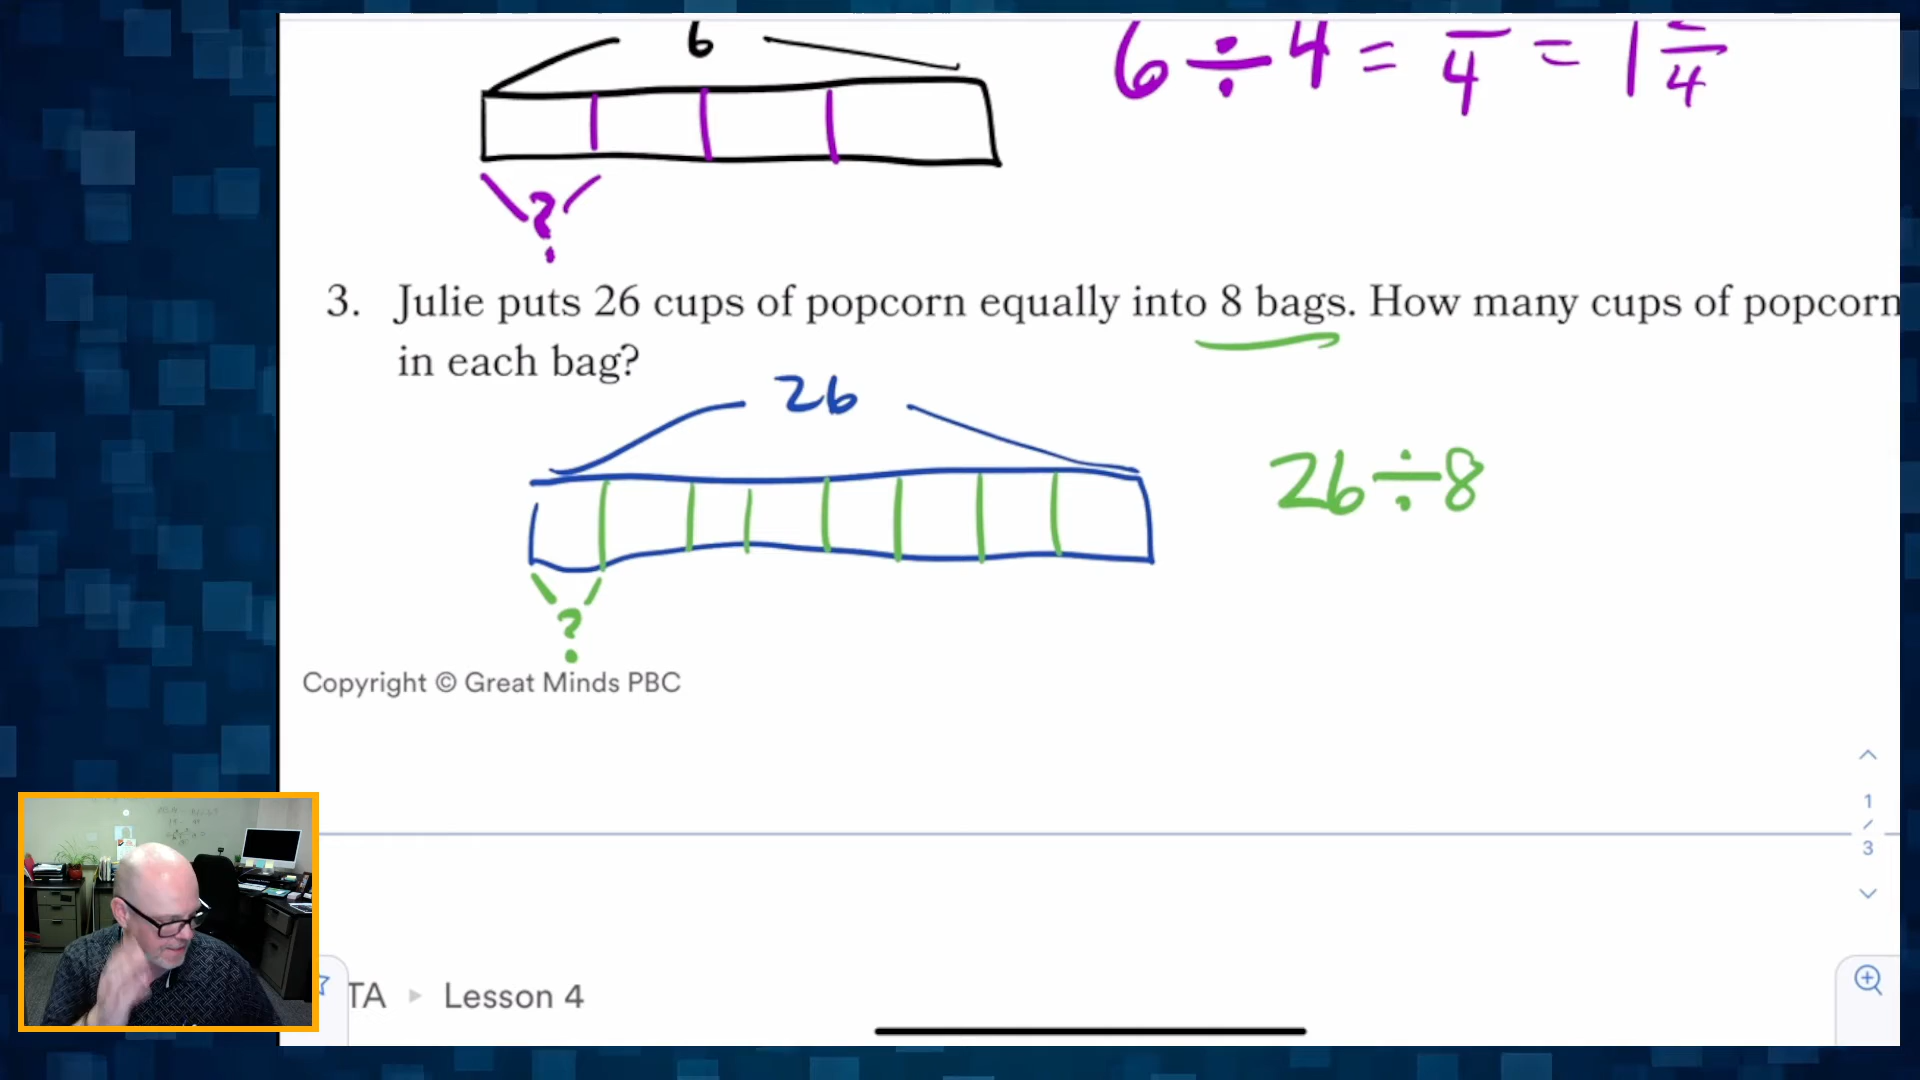 6
6 ÷ 4 = 4 = 1 4
?
3. Julie puts 26 cups of popcorn equally into 8 bags. How many cups of popcorn
in each bag?
26
26 ÷ 8
?
Copyright © Great Minds PBC
1
/
3
TA ▸ Lesson 4